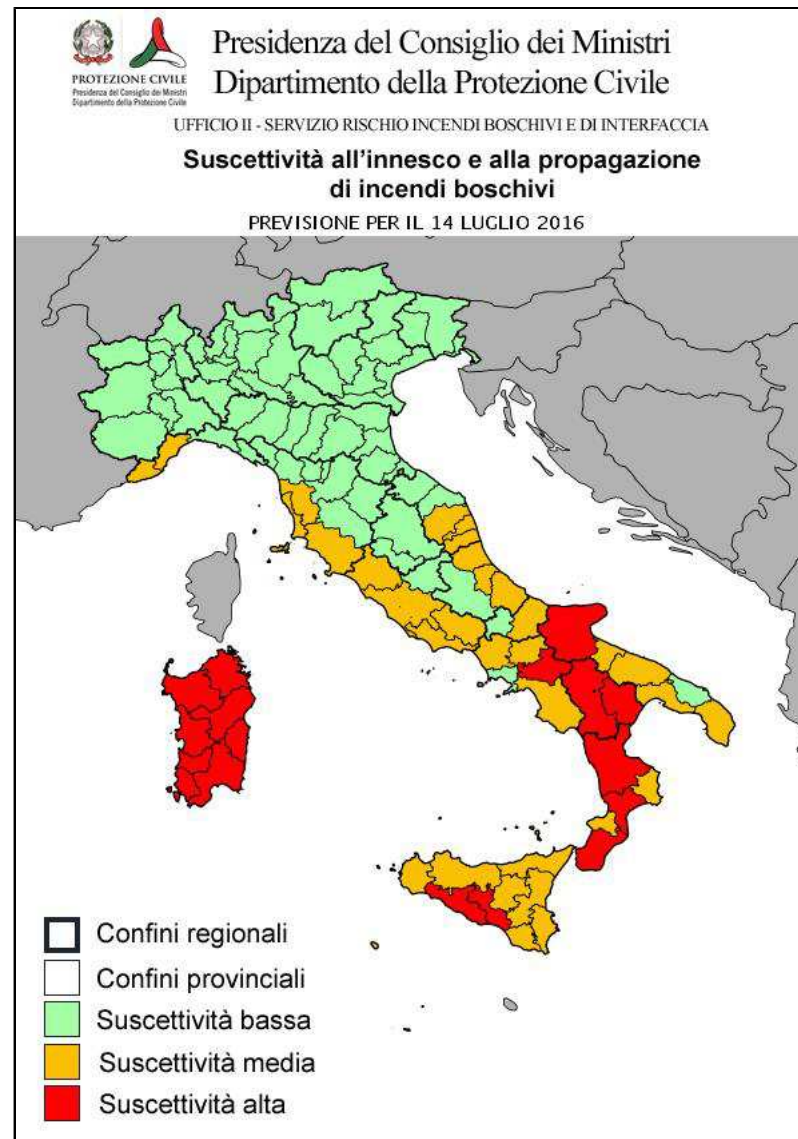 PROTEZIONE CIVILE
Presidenza del Consiglio dei Ministri
Dipartimento della Protezione Civile
Presidenza del Consiglio dei Ministri
Dipartimento della Protezione Civile
UFFICIO II - SERVIZIO RISCHIO INCENDI BOSCHIVI E DI INTERFACCIA
Suscettività all'innesco e alla propagazione
di incendi boschivi
PREVISIONE PER IL 14 LUGLIO 2016
Confini regionali
Confini provinciali
Suscettività bassa
Suscettività media
Suscettività alta